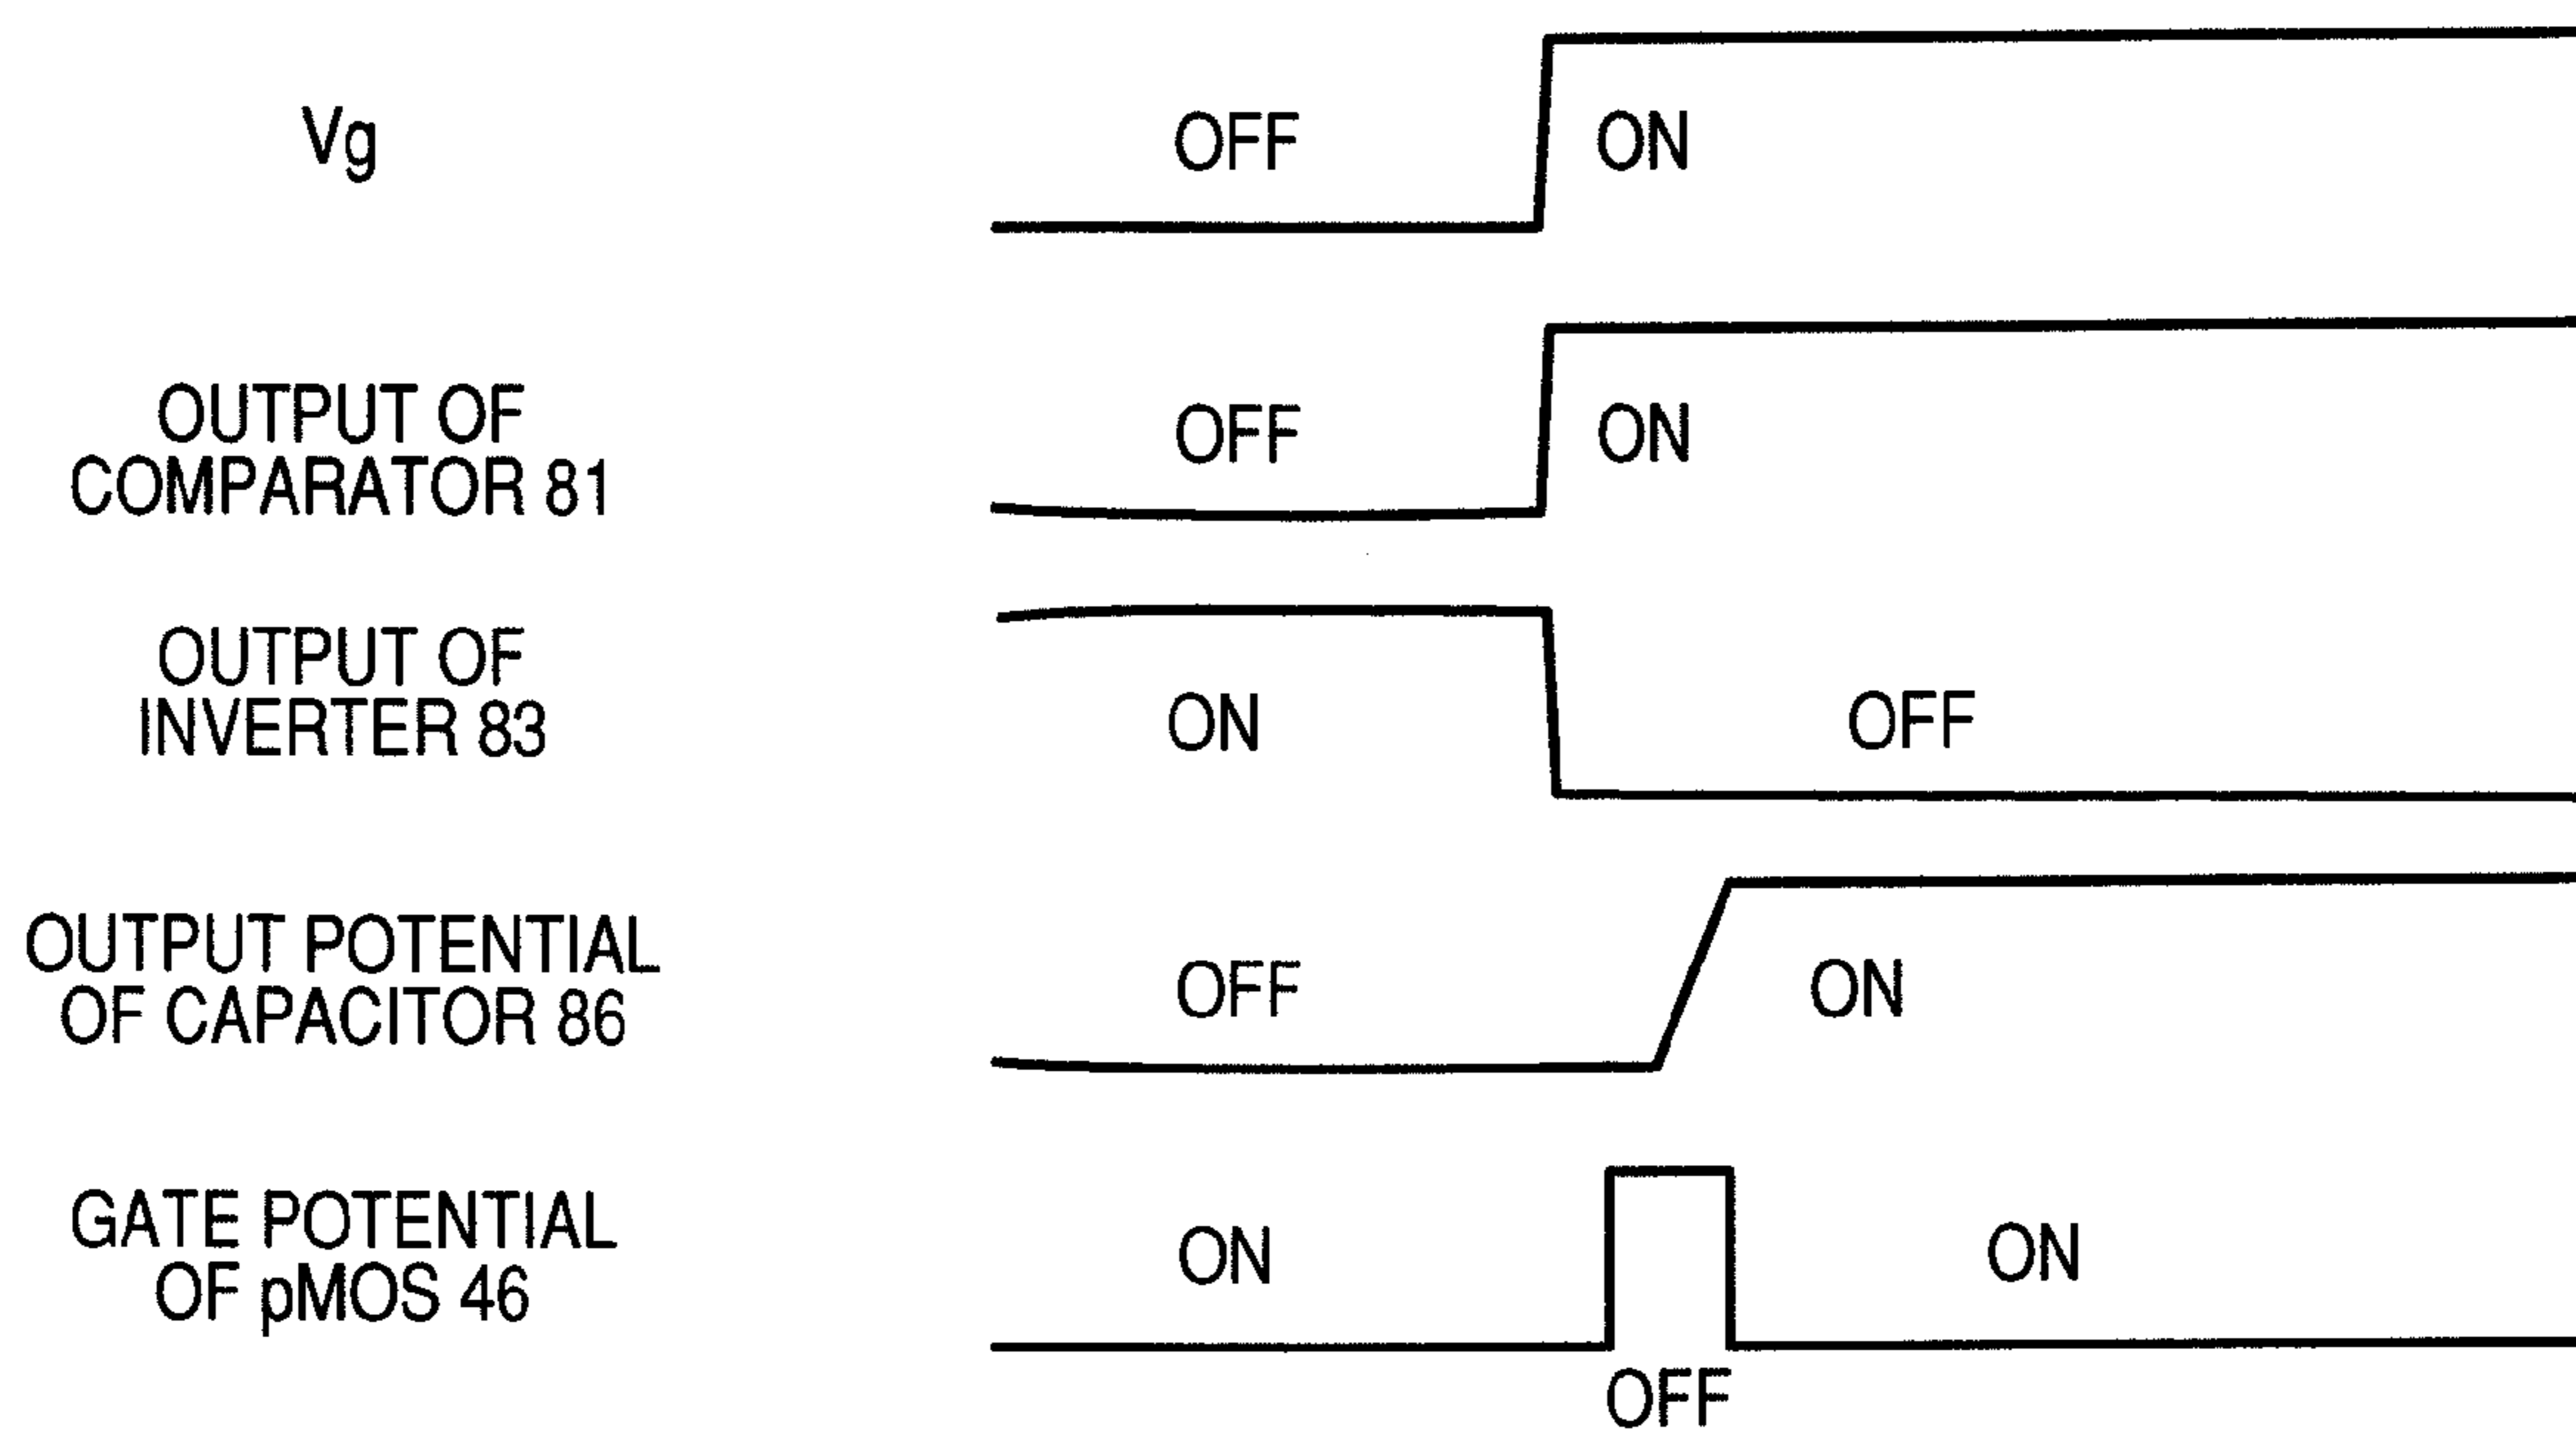 Vg
OFF
ON
OUTPUT OF
COMPARATOR 81
OFF
ON
OUTPUT OF
INVERTER 83
ON
OFF
OUTPUT POTENTIAL
OF CAPACITOR 86
OFF
ON
GATE POTENTIAL
OF pMOS 46
ON
ON
OFF